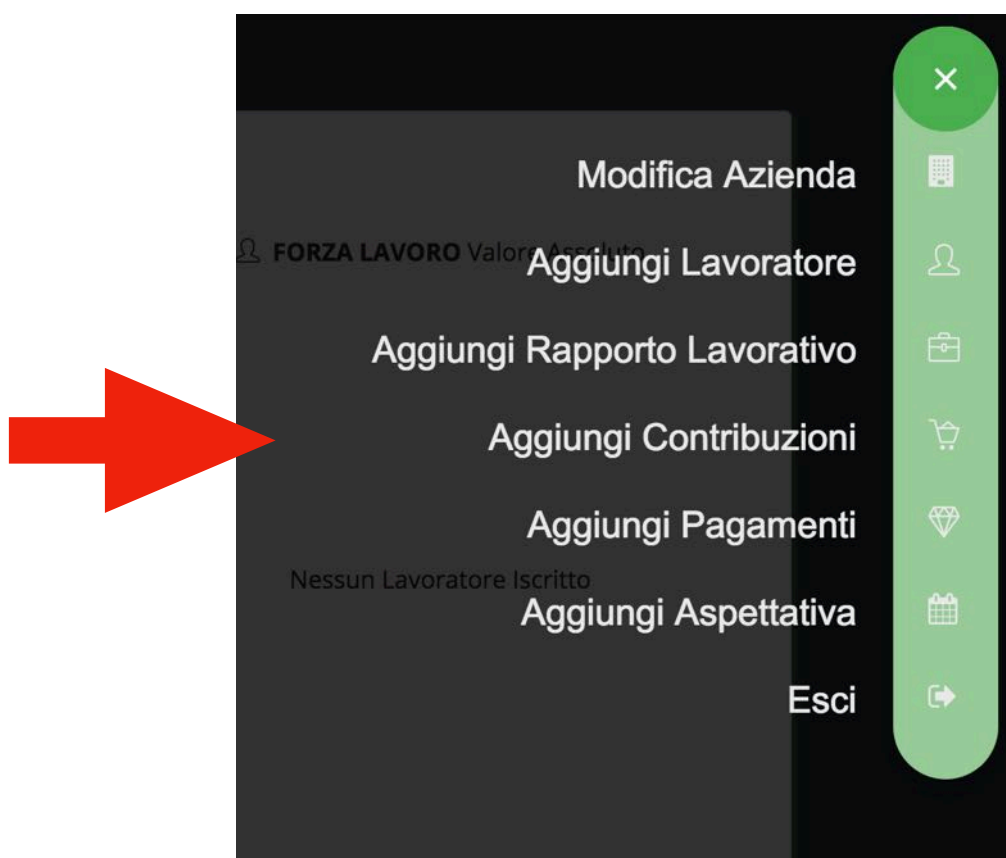 Modifica Azienda
FORZA LAVORO Valore Assoluto
Aggiungi Lavoratore
Aggiungi Rapporto Lavorativo
Aggiungi Contribuzioni
Aggiungi Pagamenti
Nessun Lavoratore Iscritto
Aggiungi Aspettativa
Esci